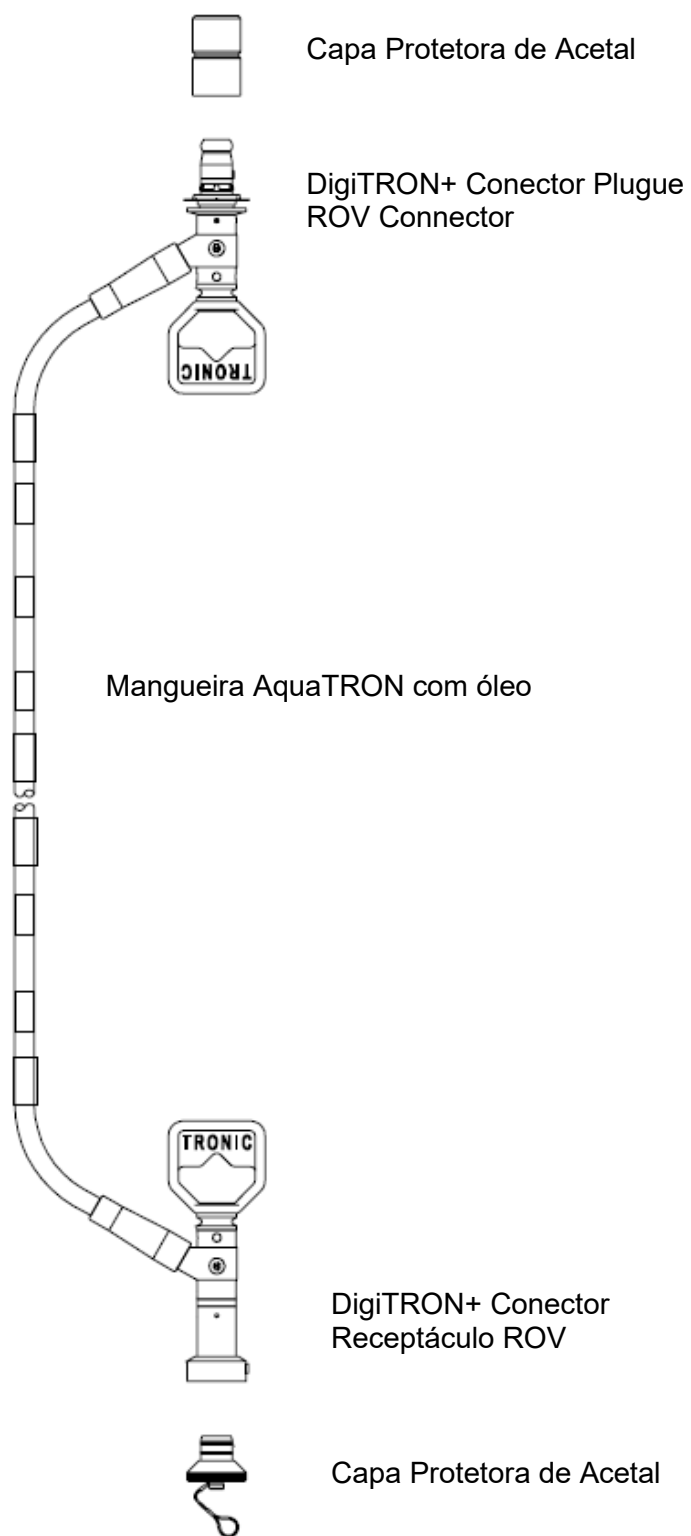 Capa Protetora de Acetal
DigiTRON+ Conector Plugue
ROV Connector
TRONIC
Mangueira AquaTRON com óleo
TRONIC
DigiTRON+ Conector
Receptáculo ROV
Capa Protetora de Acetal